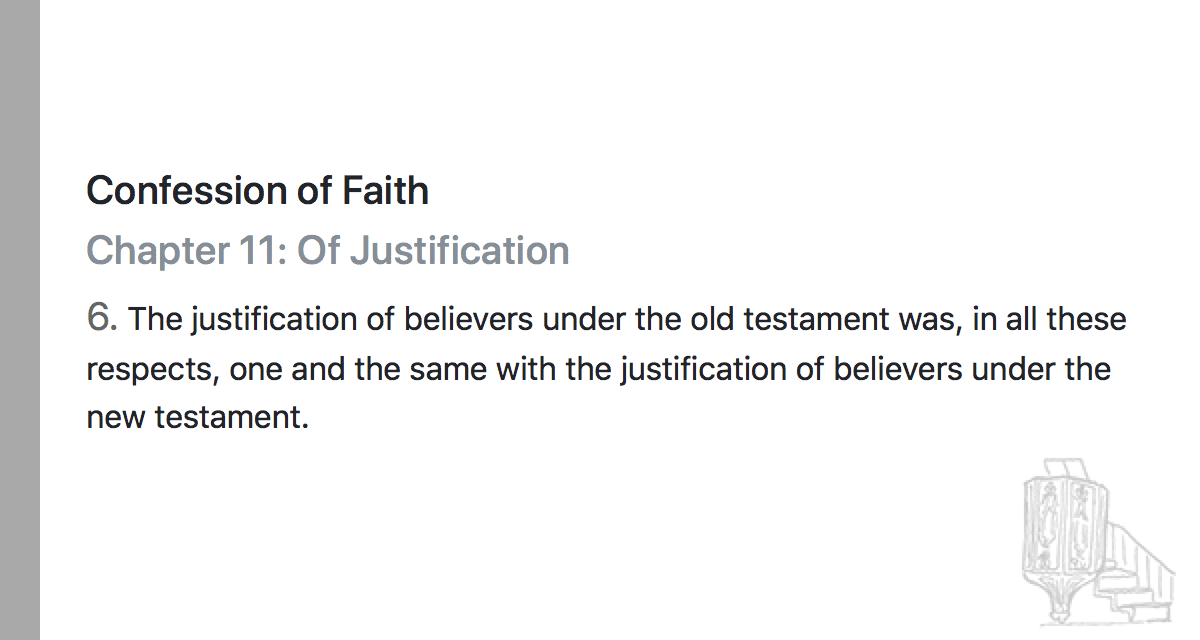 Confession of Faith
Chapter 11: Of Justification
6. The justification of believers under the old testament was, in all these
respects, one and the same with the justification of believers under the
new testament.